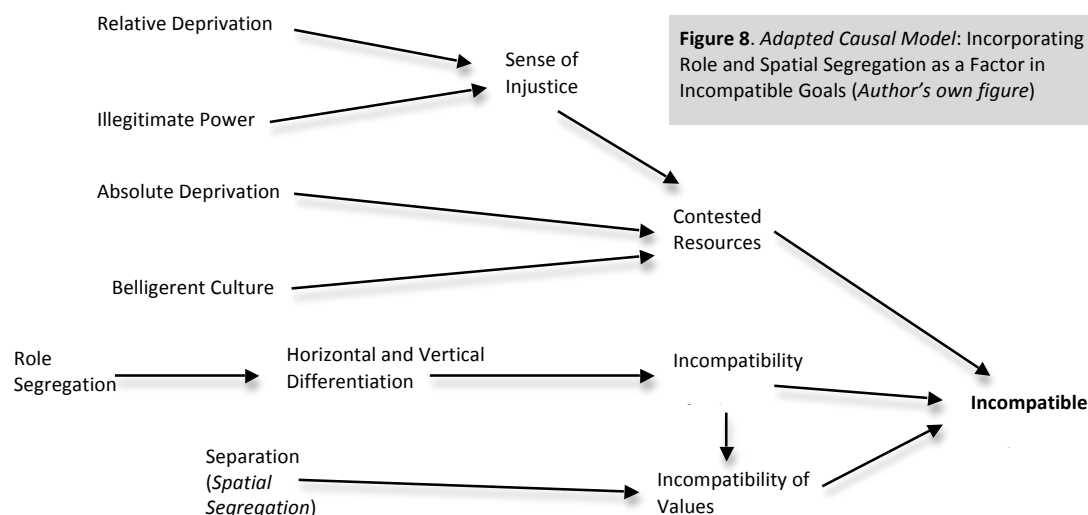 Relative Deprivation
Figure 8. Adapted Causal Model: Incorporating
Role and Spatial Segregation as a Factor in
Incompatible Goals (Author's own figure)
Sense of
Injustice
Illegitimate Power
Absolute Deprivation
Contested
Resources
Belligerent Culture
Role
Segregation
Horizontal and Vertical
Differentiation
Incompatibility
Incompatible
Separation
(Spatial
Segregation)
Incompatibility of
Values